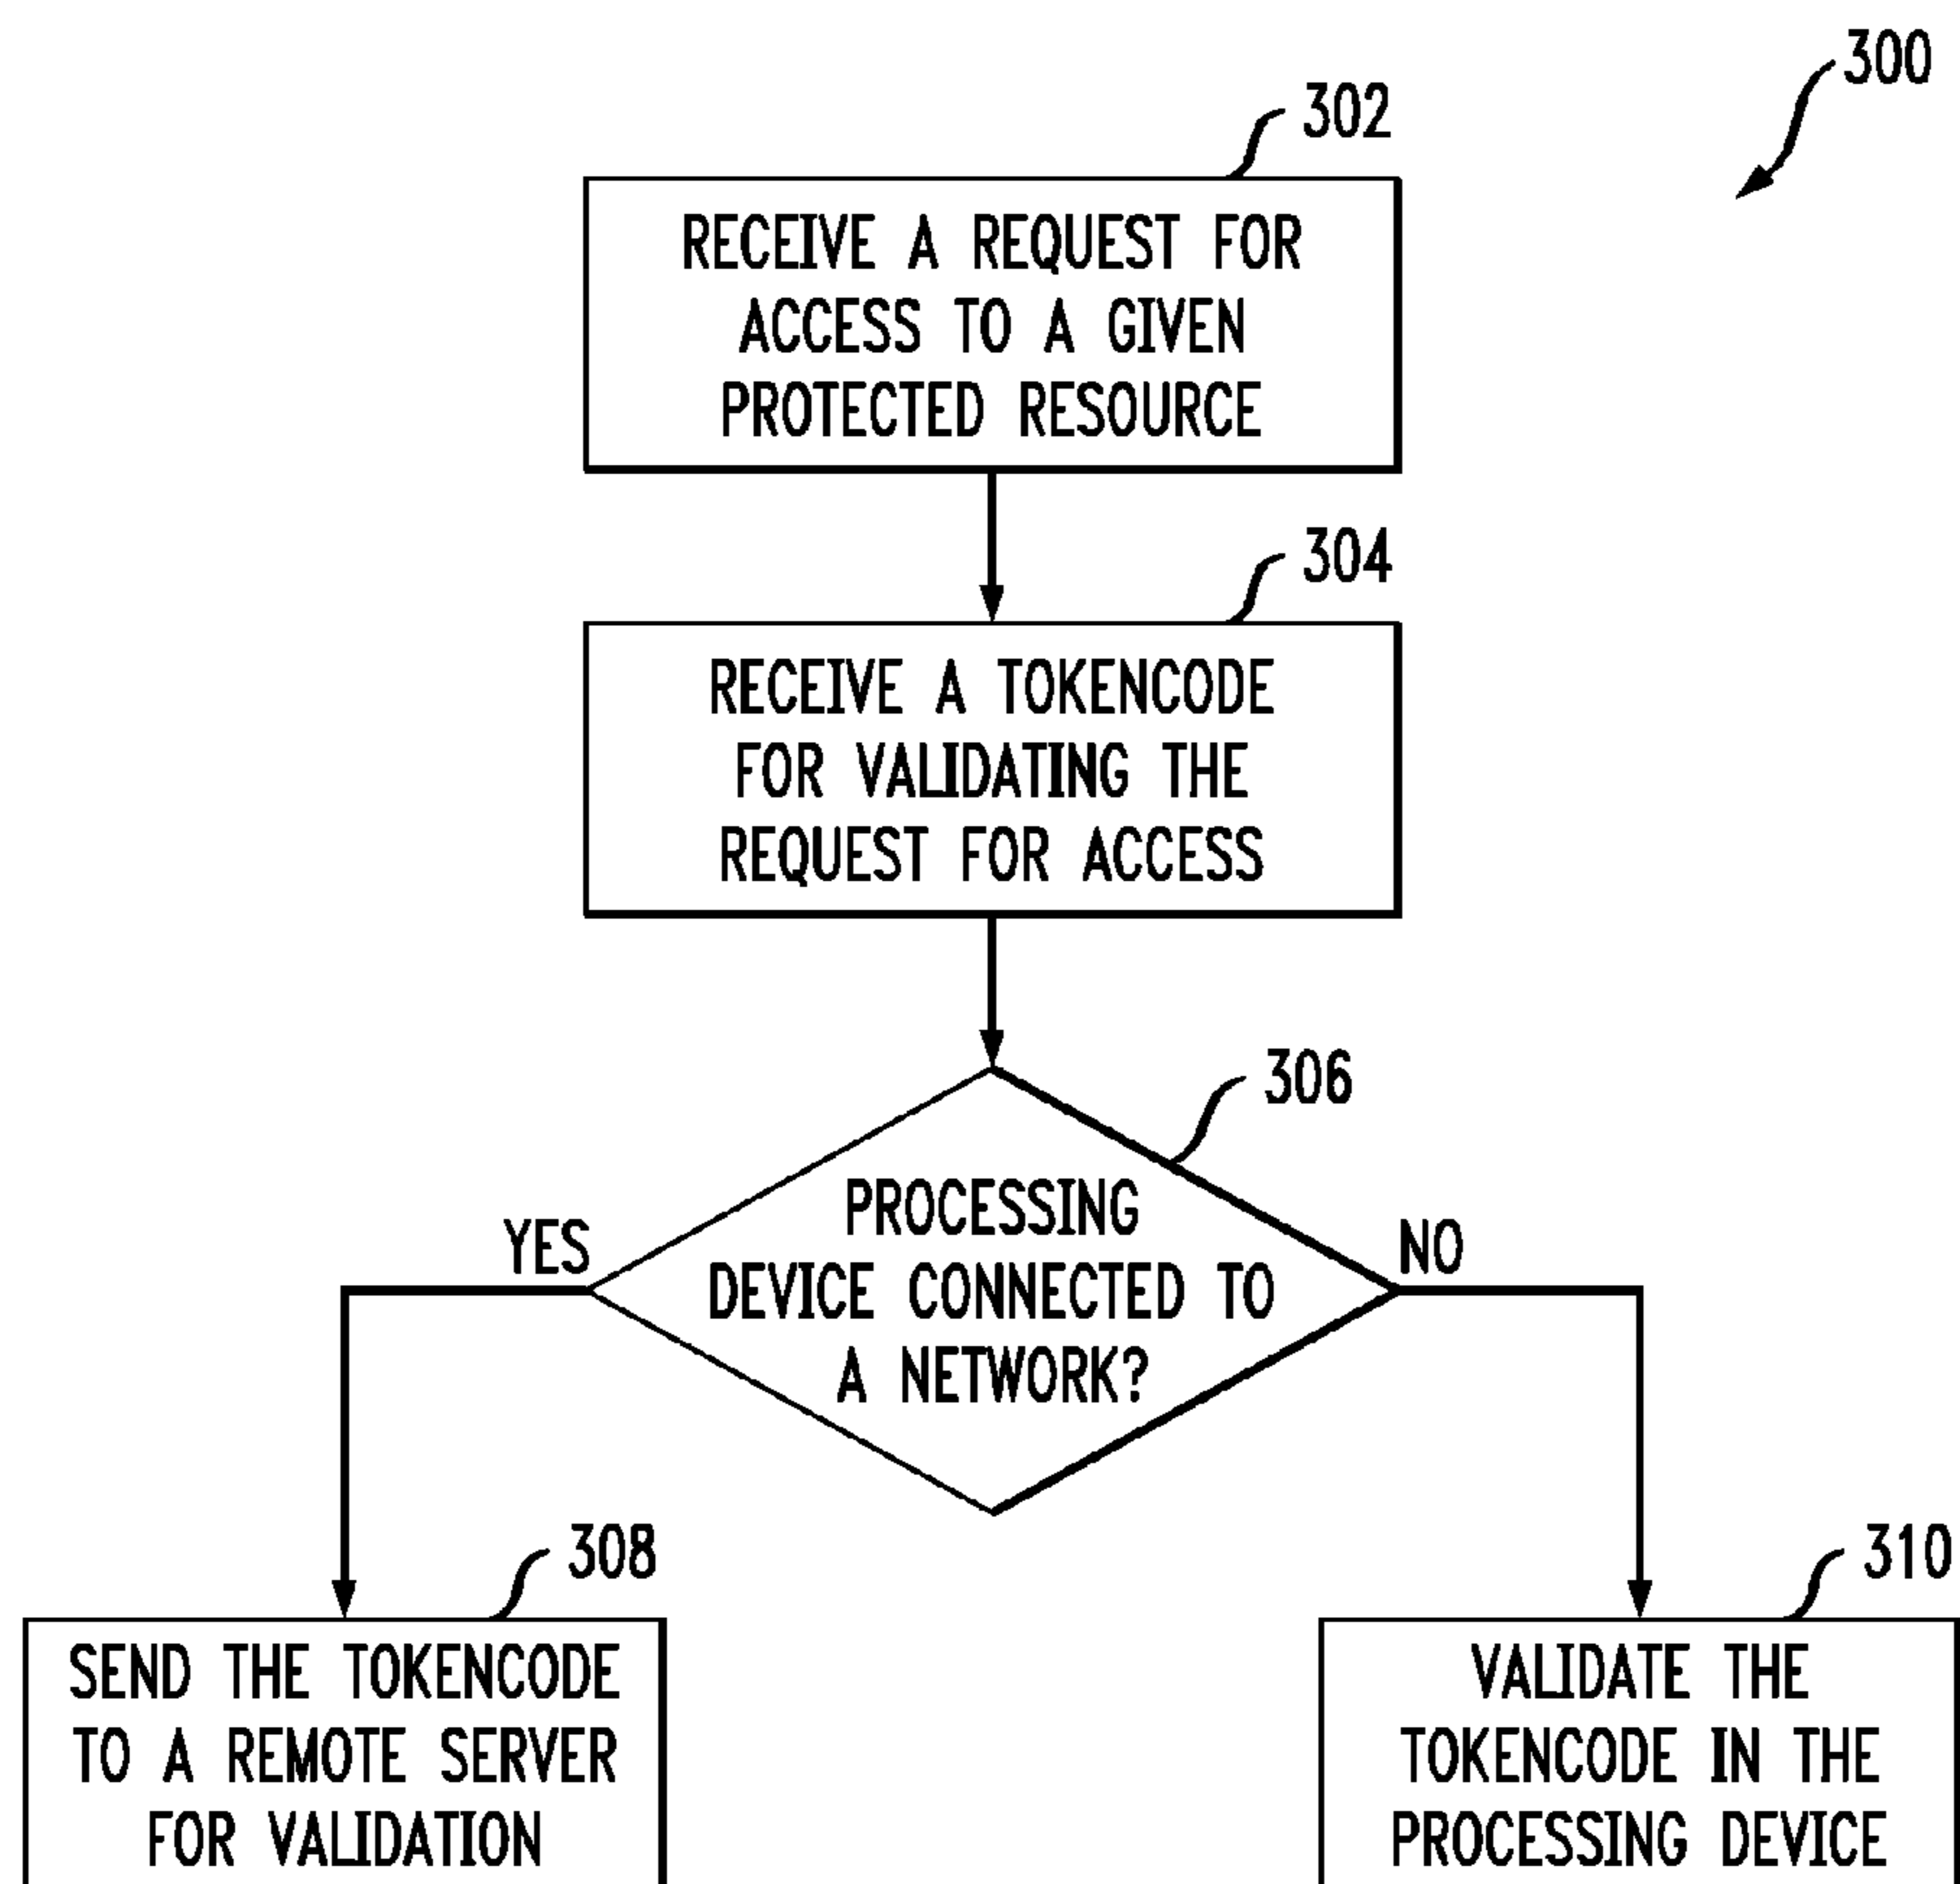 300
302
RECEIVE A REQUEST FOR
ACCESS TO A GIVEN
PROTECTED RESOURCE
304
RECEIVE A TOKENCODE
FOR VALIDATING THE
REQUEST FOR ACCESS
306
PROCESSING
DEVICE CONNECTED TO
A NETWORK?
YES
NO
308
SEND THE TOKENCODE
TO A REMOTE SERVER
FOR VALIDATION
310
VALIDATE THE
TOKENCODE IN THE
PROCESSING DEVICE